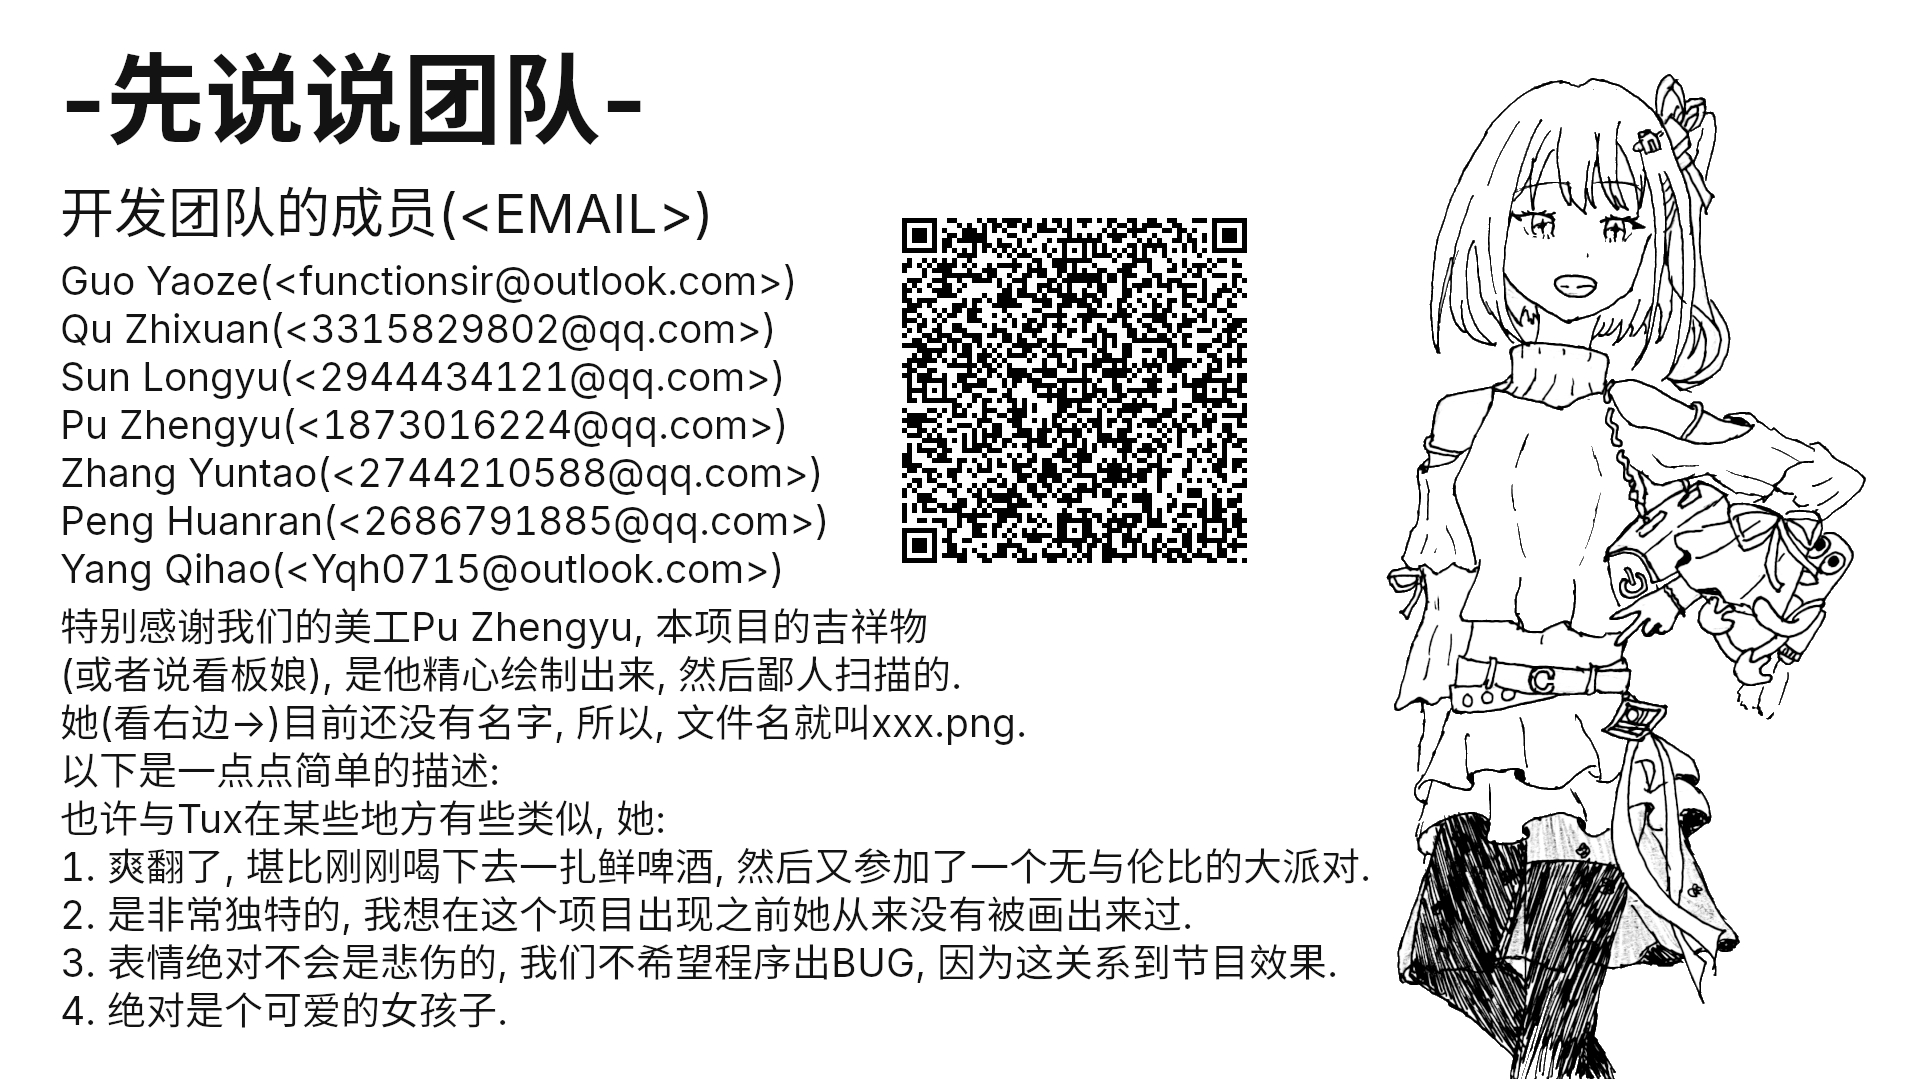 -先说说团队-
开发团队的成员(<EMAIL>)
Guo Yaoze(<functionsir@outlook.com>)
Qu Zhixuan(<3315829802@qq.com>)
Sun Longyu(<2944434121@qq.com>)
Pu Zhengyu(<1873016224@qq.com>)
Zhang Yuntao(<2744210588@qq.com>)
Peng Huanran(<2686791885@qq.com>)
Yang Qihao(<Yqh0715@outlook.com>)
特别感谢我们的美工Pu Zhengyu, 本项目的吉祥物
(或者说看板娘), 是他精心绘制出来, 然后鄙人扫描的.
她(看右边→)目前还没有名字, 所以, 文件名就叫xxx.png.
以下是一点点简单的描述:
也许与Tux在某些地方有些类似, 她:
1. 爽翻了, 堪比刚刚喝下去一扎鲜啤酒, 然后又参加了一个无与伦比的大派对.
2. 是非常独特的, 我想在这个项目出现之前她从来没有被画出来过.
3. 表情绝对不会是悲伤的, 我们不希望程序出BUG, 因为这关系到节目效果.
4. 绝对是个可爱的女孩子.